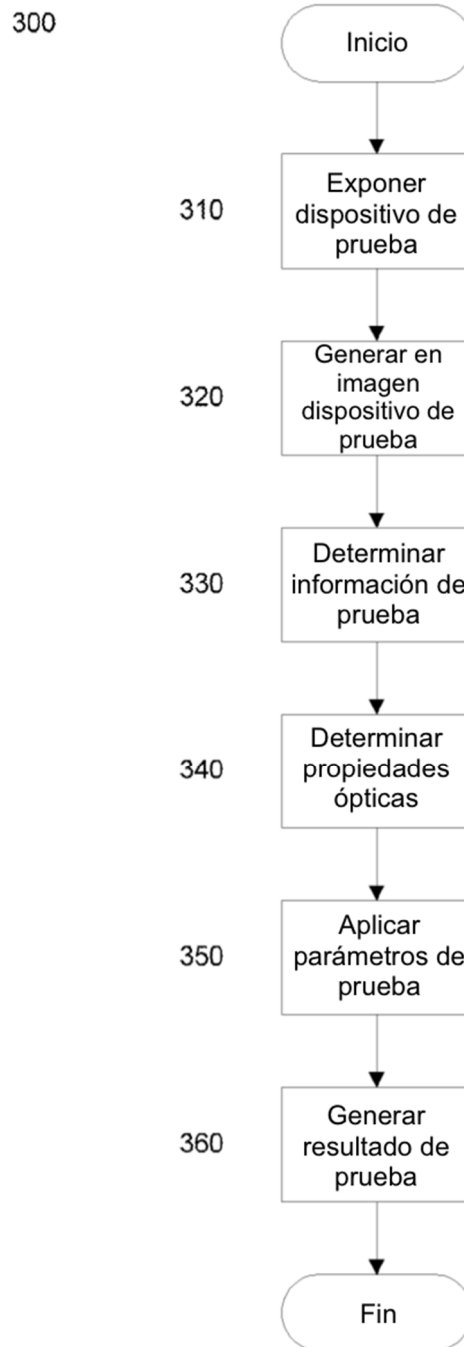 300
Inicio
310
Exponer
dispositivo de
prueba
320
Generar en
imagen
dispositivo de
prueba
330
Determinar
información de
prueba
340
Determinar
propiedades
ópticas
350
Aplicar
parámetros de
prueba
360
Generar
resultado de
prueba
Fin